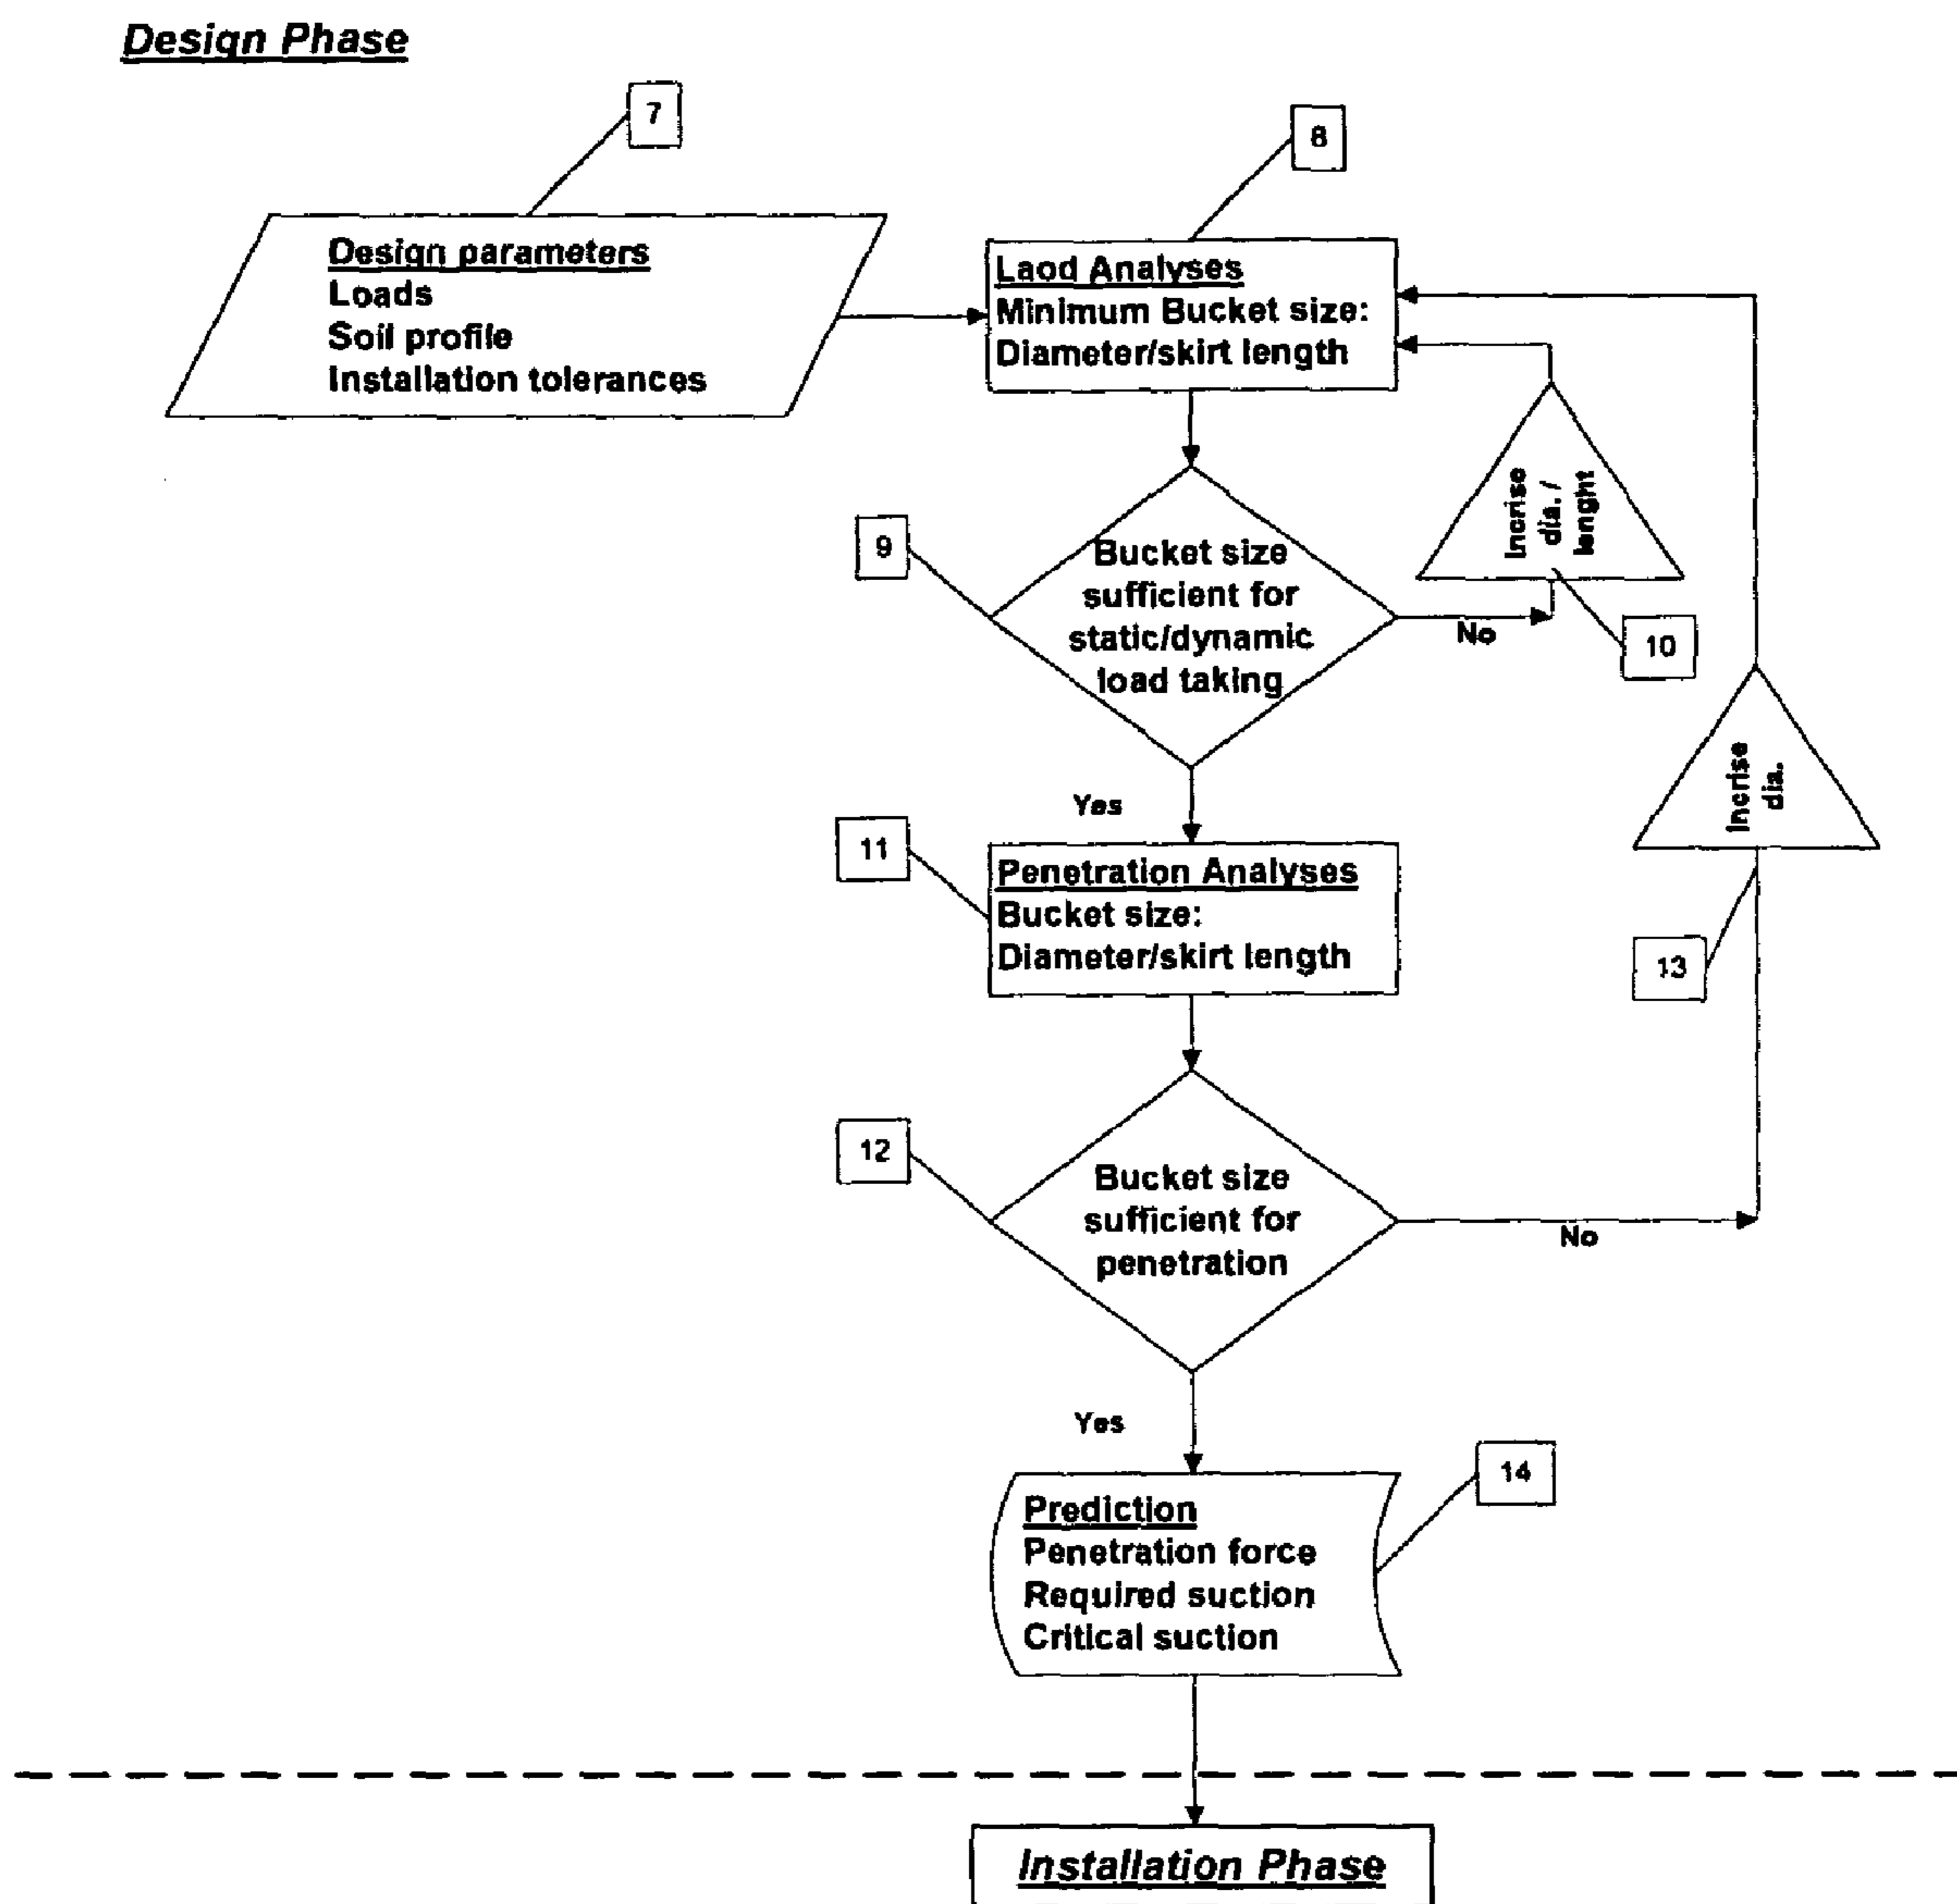 Design Phase
7
8
Design parameters
Loads
Soil profile
Installation tolerances
Laod Analyses
Minimum Bucket size:
Diameter/skirt length
Incrise
dia. /
lenght
9
Bucket size
sufficient for
static/dynamic
load taking
No
10
Incrise
dia.
Yes
11
Penetration Analyses
Bucket size:
Diameter/skirt length
13
12
Bucket size
sufficient for
penetration
No
Yes
14
Prediction
Penetration force
Required suction
Critical suction
Installation Phase